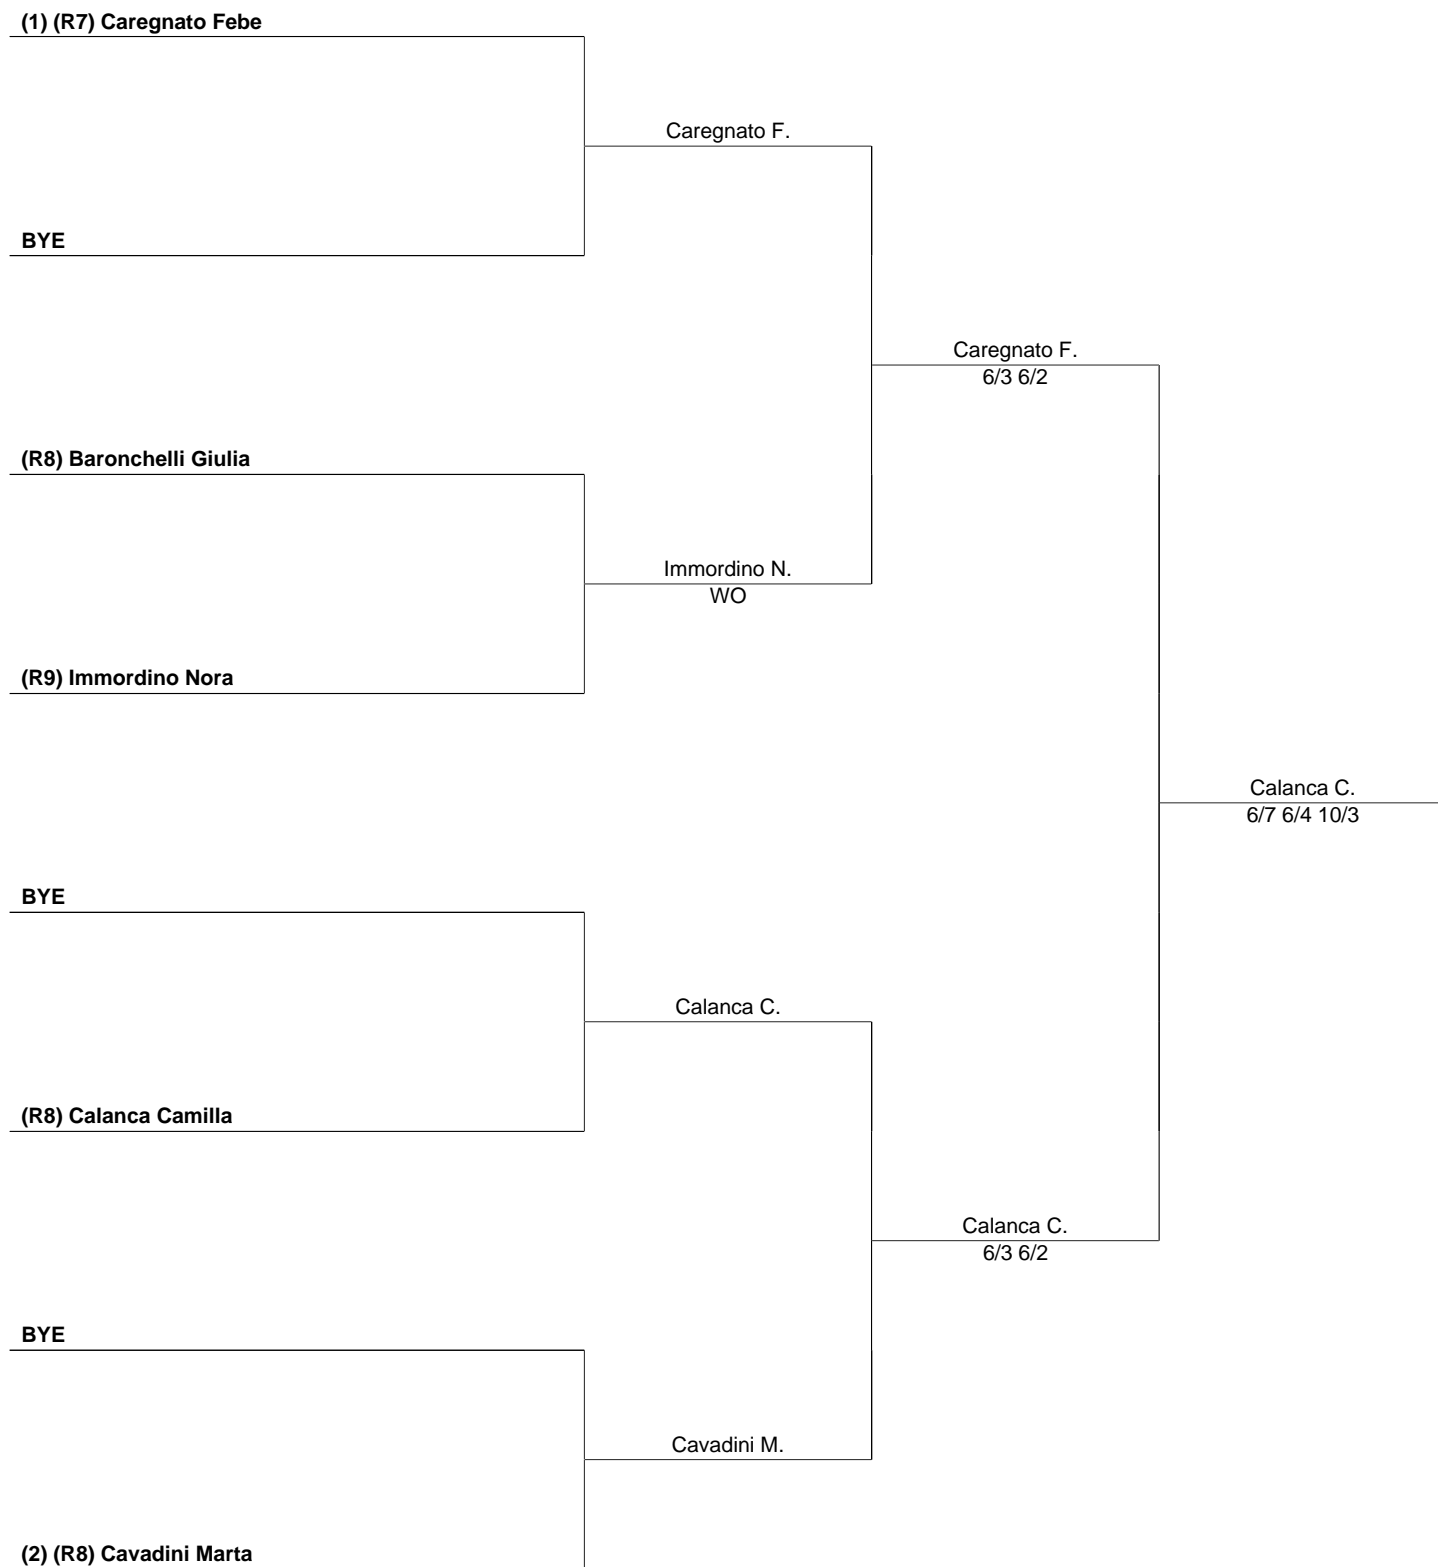 (1) (R7) Caregnato Febe
Caregnato F.
BYE
Caregnato F.
6/3 6/2
(R8) Baronchelli Giulia
Immordino N.
WO
(R9) Immordino Nora
Calanca C.
6/7 6/4 10/3
BYE
Calanca C.
(R8) Calanca Camilla
Calanca C.
6/3 6/2
BYE
Cavadini M.
(2) (R8) Cavadini Marta